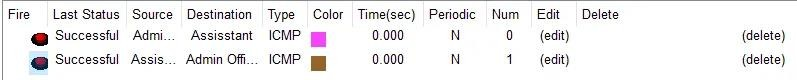 Fire Last Status Source Destination Type Color Time(sec) Periodic Num Edit Delete
Successful Admi... Assisstant ICMP 0.000 N 0 (edit) (delete)
Successful Assis... Admin Offi... ICMP 0.000 N 1 (edit) (delete)